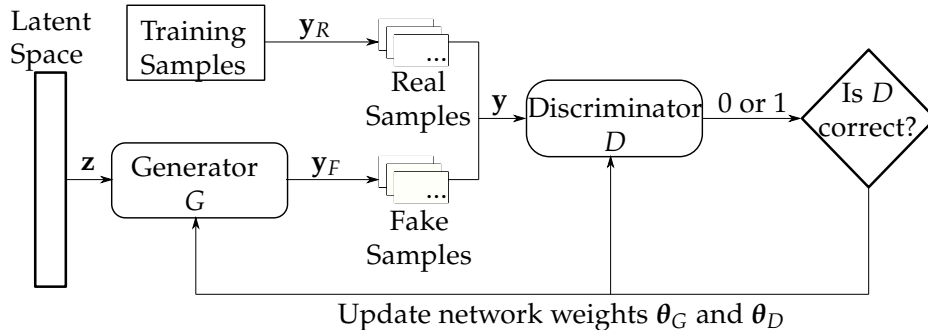 Latent
Space
Training
Samples
𝐲_R
...
Real
Samples
𝐲
Discriminator
D
0 or 1
Is D
correct?
𝐳
Generator
G
𝐲_F
...
Fake
Samples
Update network weights 𝜽_G and 𝜽_D